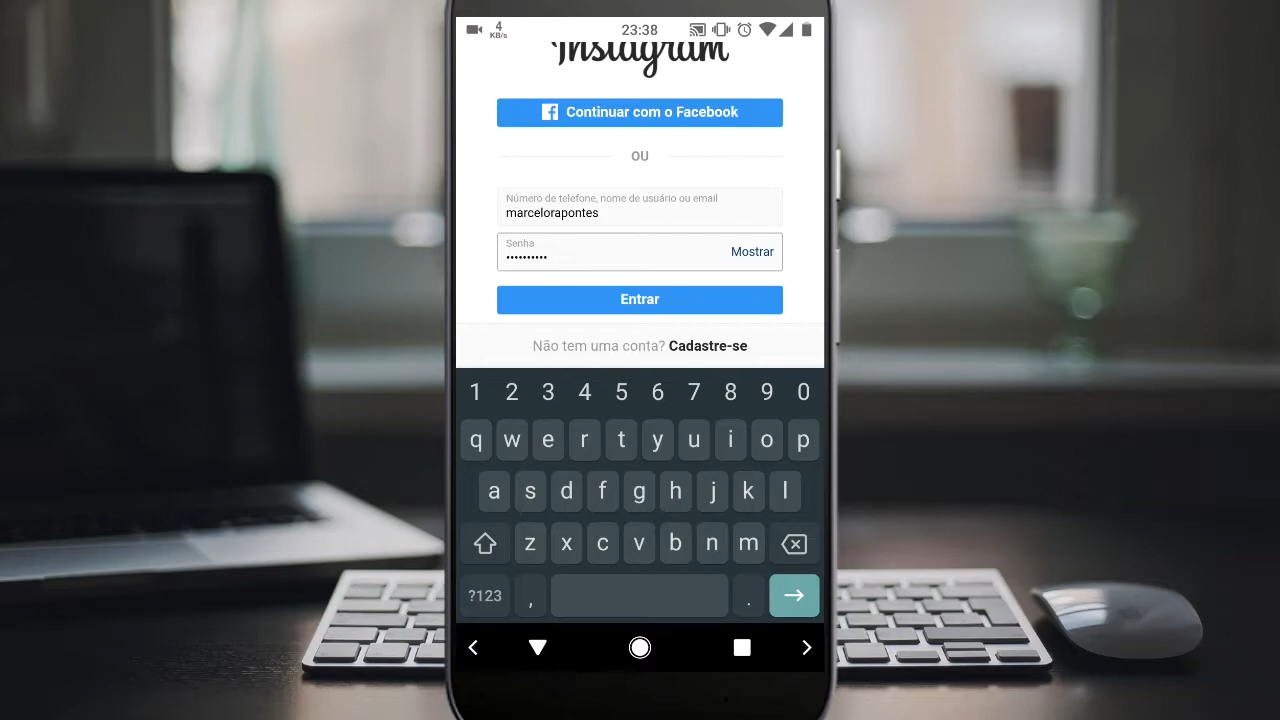 4
KB/s
23:38
Instagram
Continuar com o Facebook
OU
Número de telefone, nome de usuário ou email
marcelorapontes
Senha
••••••••••
Mostrar
Entrar
Não tem uma conta? Cadastre-se
1 2 3 4 5 6 7 8 9 0
q w e r t y u i o p
a s d f g h j k l
z x c v b n m
?123 , .